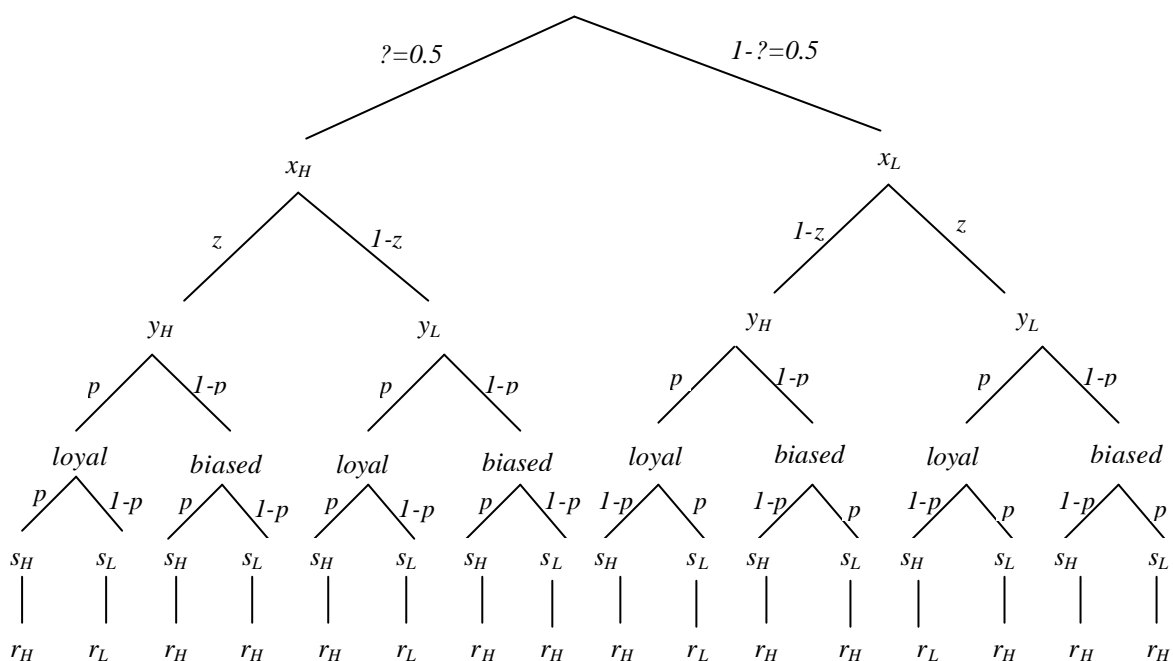 ?=0.5 1-?=0.5
x_H x_L
z 1-z 1-z z
y_H y_L y_H y_L
p 1-p p 1-p p 1-p p 1-p
loyal biased loyal biased loyal biased loyal biased
p 1-p p 1-p p 1-p p 1-p 1-p p 1-p p 1-p p 1-p p
s_H s_L s_H s_L s_H s_L s_H s_L s_H s_L s_H s_L s_H s_L s_H s_L
r_H r_L r_H r_H r_H r_L r_H r_H r_H r_L r_H r_H r_L r_H r_H r_H